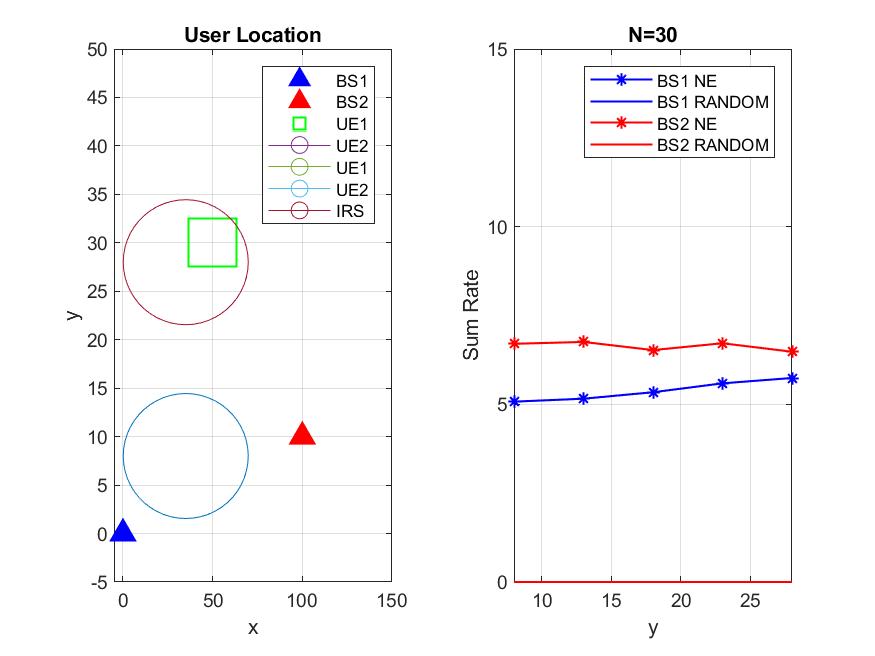 User Location
50
45
40
35
30
25
20
15
10
5
0
-5
y
0
50
100
150
x
BS1
BS2
UE1
UE2
UE1
UE2
IRS
N=30
15
10
5
0
Sum Rate
10
15
20
25
y
BS1 NE
BS1 RANDOM
BS2 NE
BS2 RANDOM